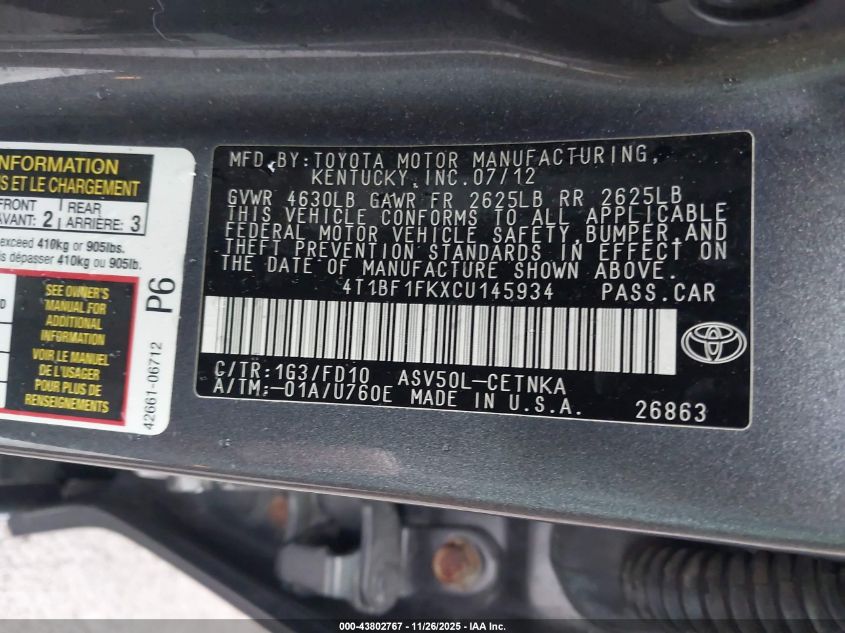 INFORMATION
NS ET LE CHARGEMENT
FRONT
AVANT: 2
REAR
ARRIÈRE: 3
exceed 410kg or 905lbs.
dépasser 410kg ou 905lb.
SEE OWNER'S
MANUAL FOR
ADDITIONAL
INFORMATION
VOIR LE MANUEL
DE L'USAGER
POUR PLUS DE
RENSEIGNEMENTS
P6
42661-06712
MFD. BY: TOYOTA MOTOR MANUFACTURING,
KENTUCKY, INC. 07/12
GVWR 4630LB GAWR FR 2625LB RR 2625LB
THIS VEHICLE CONFORMS TO ALL APPLICABLE
FEDERAL MOTOR VEHICLE SAFETY, BUMPER, AND
THEFT PREVENTION STANDARDS IN EFFECT ON
THE DATE OF MANUFACTURE SHOWN ABOVE.
4T1BF1FKXCU145934 PASS.CAR
C/TR: 1G3/FD10 ASV50L-CETNKA
A/TM: -01A/U760E MADE IN U.S.A.
26863
000-43802767 - 11/26/2025 - IAA Inc.